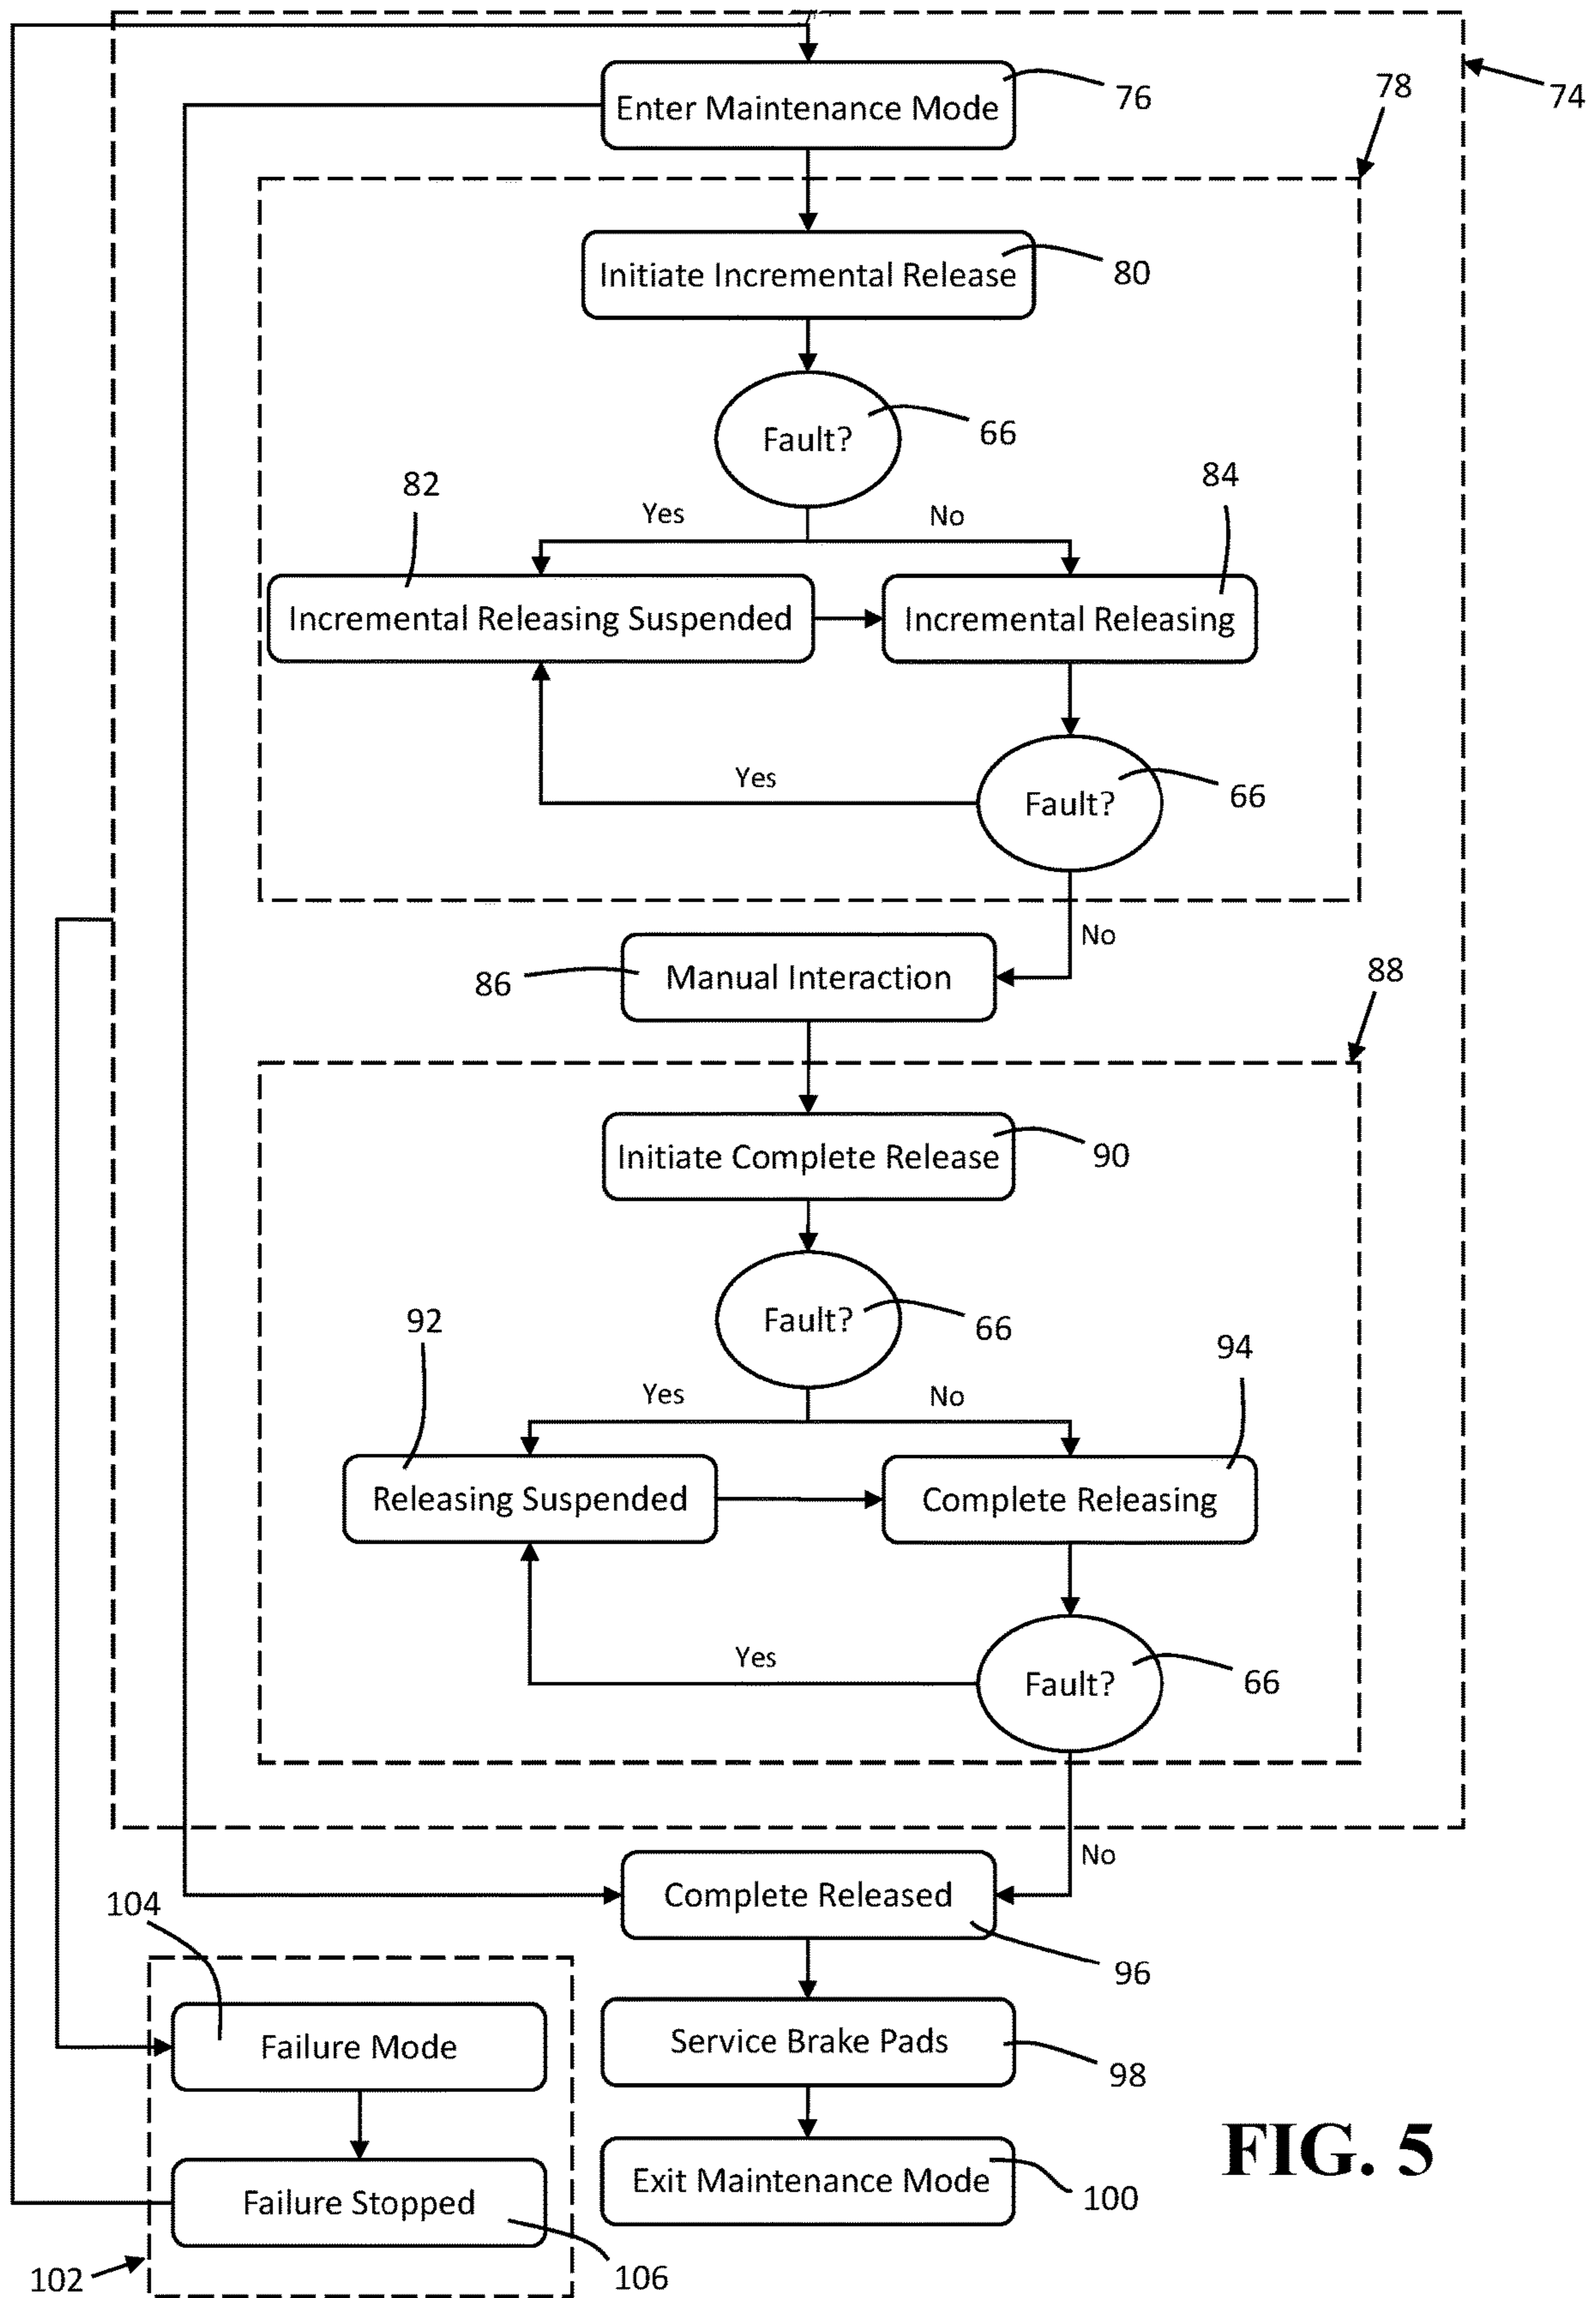 Enter Maintenance Mode
76
78
74
Initiate Incremental Release
80
Fault?
66
82
84
Yes
No
Incremental Releasing Suspended
Incremental Releasing
Yes
Fault?
66
No
86
Manual Interaction
88
Initiate Complete Release
90
Fault?
66
92
94
Yes
No
Releasing Suspended
Complete Releasing
Yes
Fault?
66
No
Complete Released
104
96
Failure Mode
Service Brake Pads
98
Failure Stopped
Exit Maintenance Mode
100
102
106
FIG. 5